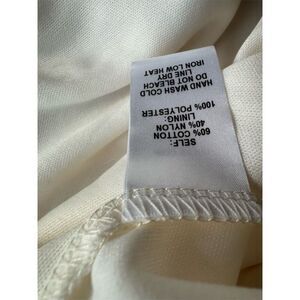 SELF:
60% COTTON
40% NYLON
LINING:
100% POLYESTER
HAND WASH COLD
DO NOT BLEACH
LINE DRY
IRON LOW HEAT